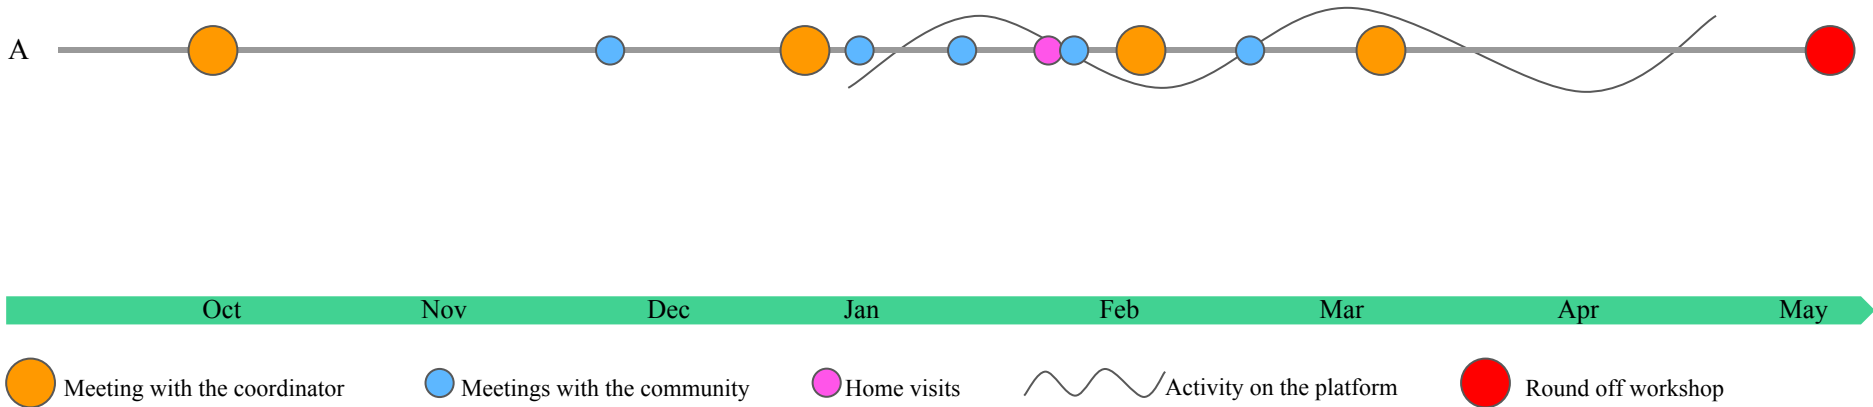 A
Oct Nov Dec Jan Feb Mar Apr May
Meeting with the coordinator Meetings with the community Home visits Activity on the platform Round off workshop